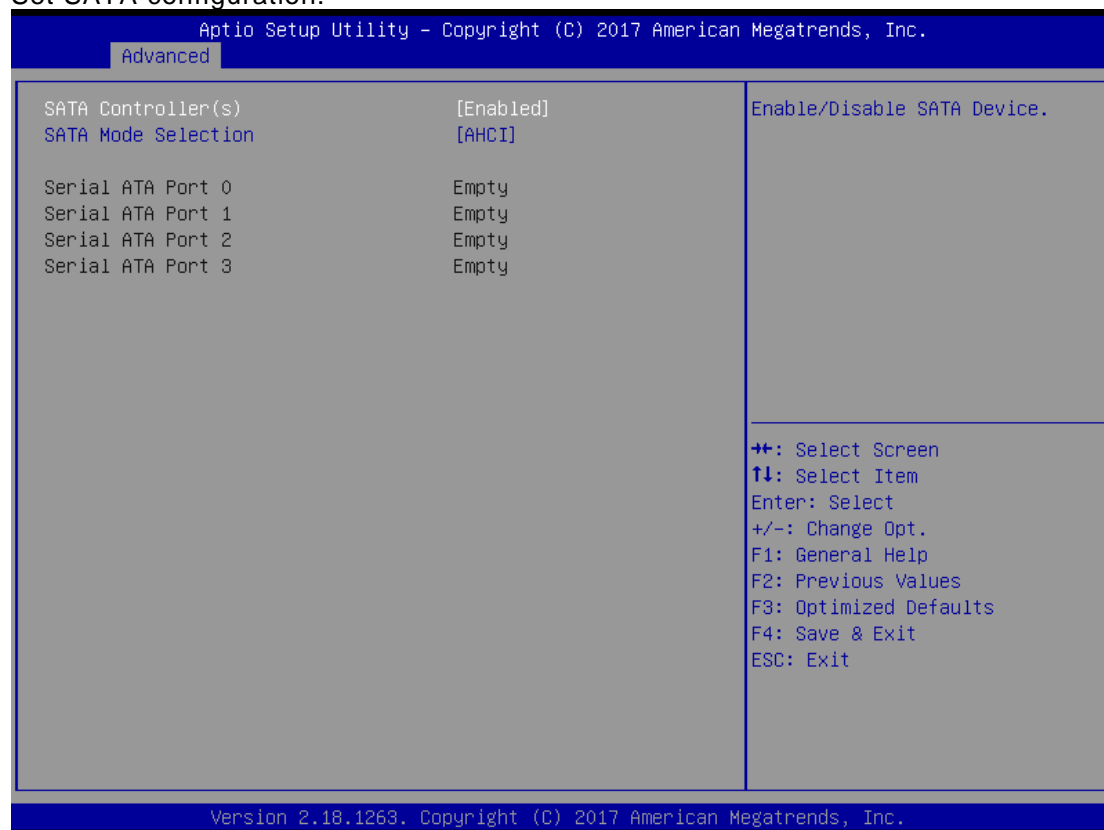 Set SATA configuration.
Aptio Setup Utility – Copyright (C) 2017 American Megatrends, Inc.
Advanced
SATA Controller(s) [Enabled]
SATA Mode Selection [AHCI]
Serial ATA Port 0 Empty
Serial ATA Port 1 Empty
Serial ATA Port 2 Empty
Serial ATA Port 3 Empty
Enable/Disable SATA Device.
→←: Select Screen
↑↓: Select Item
Enter: Select
+/-: Change Opt.
F1: General Help
F2: Previous Values
F3: Optimized Defaults
F4: Save & Exit
ESC: Exit
Version 2.18.1263. Copyright (C) 2017 American Megatrends, Inc.